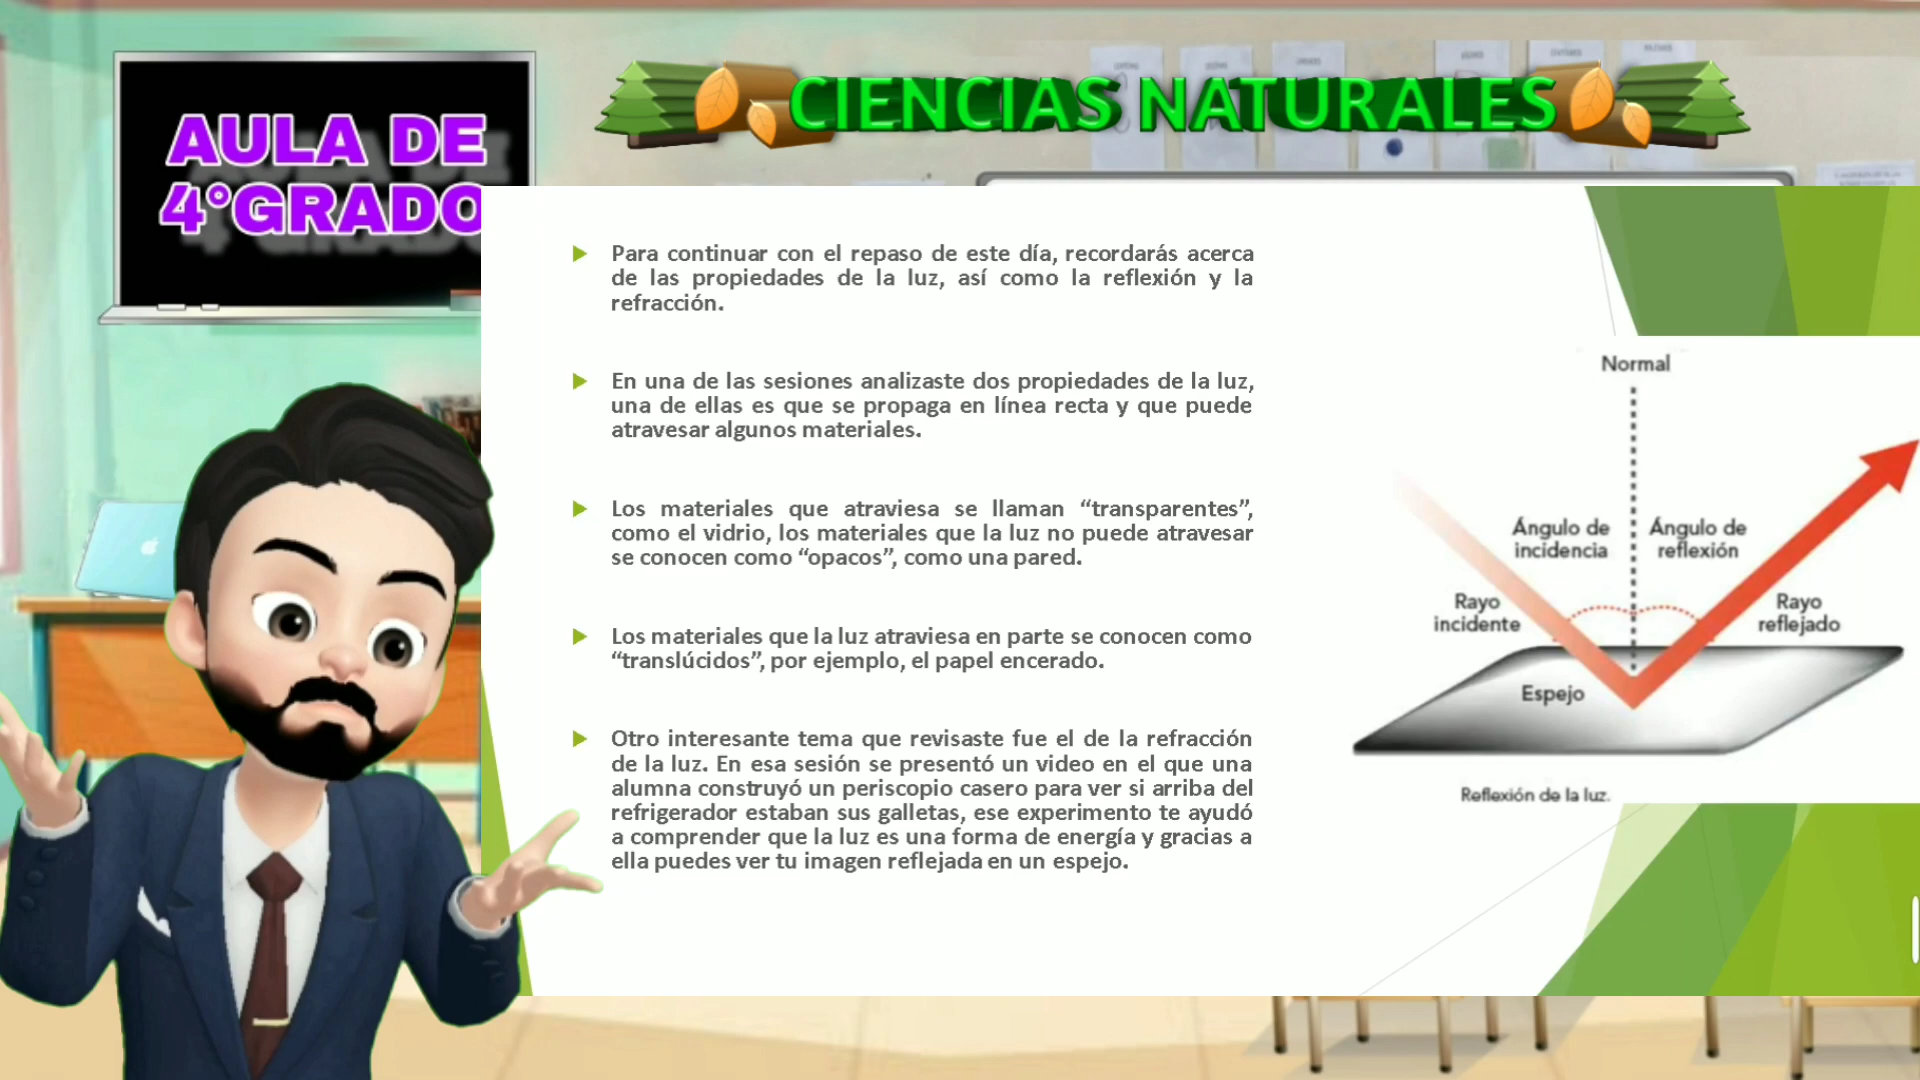 AULA DE
4°GRADO
CIENCIAS NATURALES
Para continuar con el repaso de este día, recordarás acerca
de las propiedades de la luz, así como la reflexión y la
refracción.
En una de las sesiones analizaste dos propiedades de la luz,
una de ellas es que se propaga en línea recta y que puede
atravesar algunos materiales.
Los materiales que atraviesa se llaman “transparentes”,
como el vidrio, los materiales que la luz no puede atravesar
se conocen como “opacos”, como una pared.
Los materiales que la luz atraviesa en parte se conocen como
“translúcidos”, por ejemplo, el papel encerado.
Otro interesante tema que revisaste fue el de la refracción
de la luz. En esa sesión se presentó un video en el que una
alumna construyó un periscopio casero para ver si arriba del
refrigerador estaban sus galletas, ese experimento te ayudó
a comprender que la luz es una forma de energía y gracias a
ella puedes ver tu imagen reflejada en un espejo.
Normal
Ángulo de
incidencia
Ángulo de
reflexión
Rayo
incidente
Rayo
reflejado
Espejo
Reflexión de la luz.